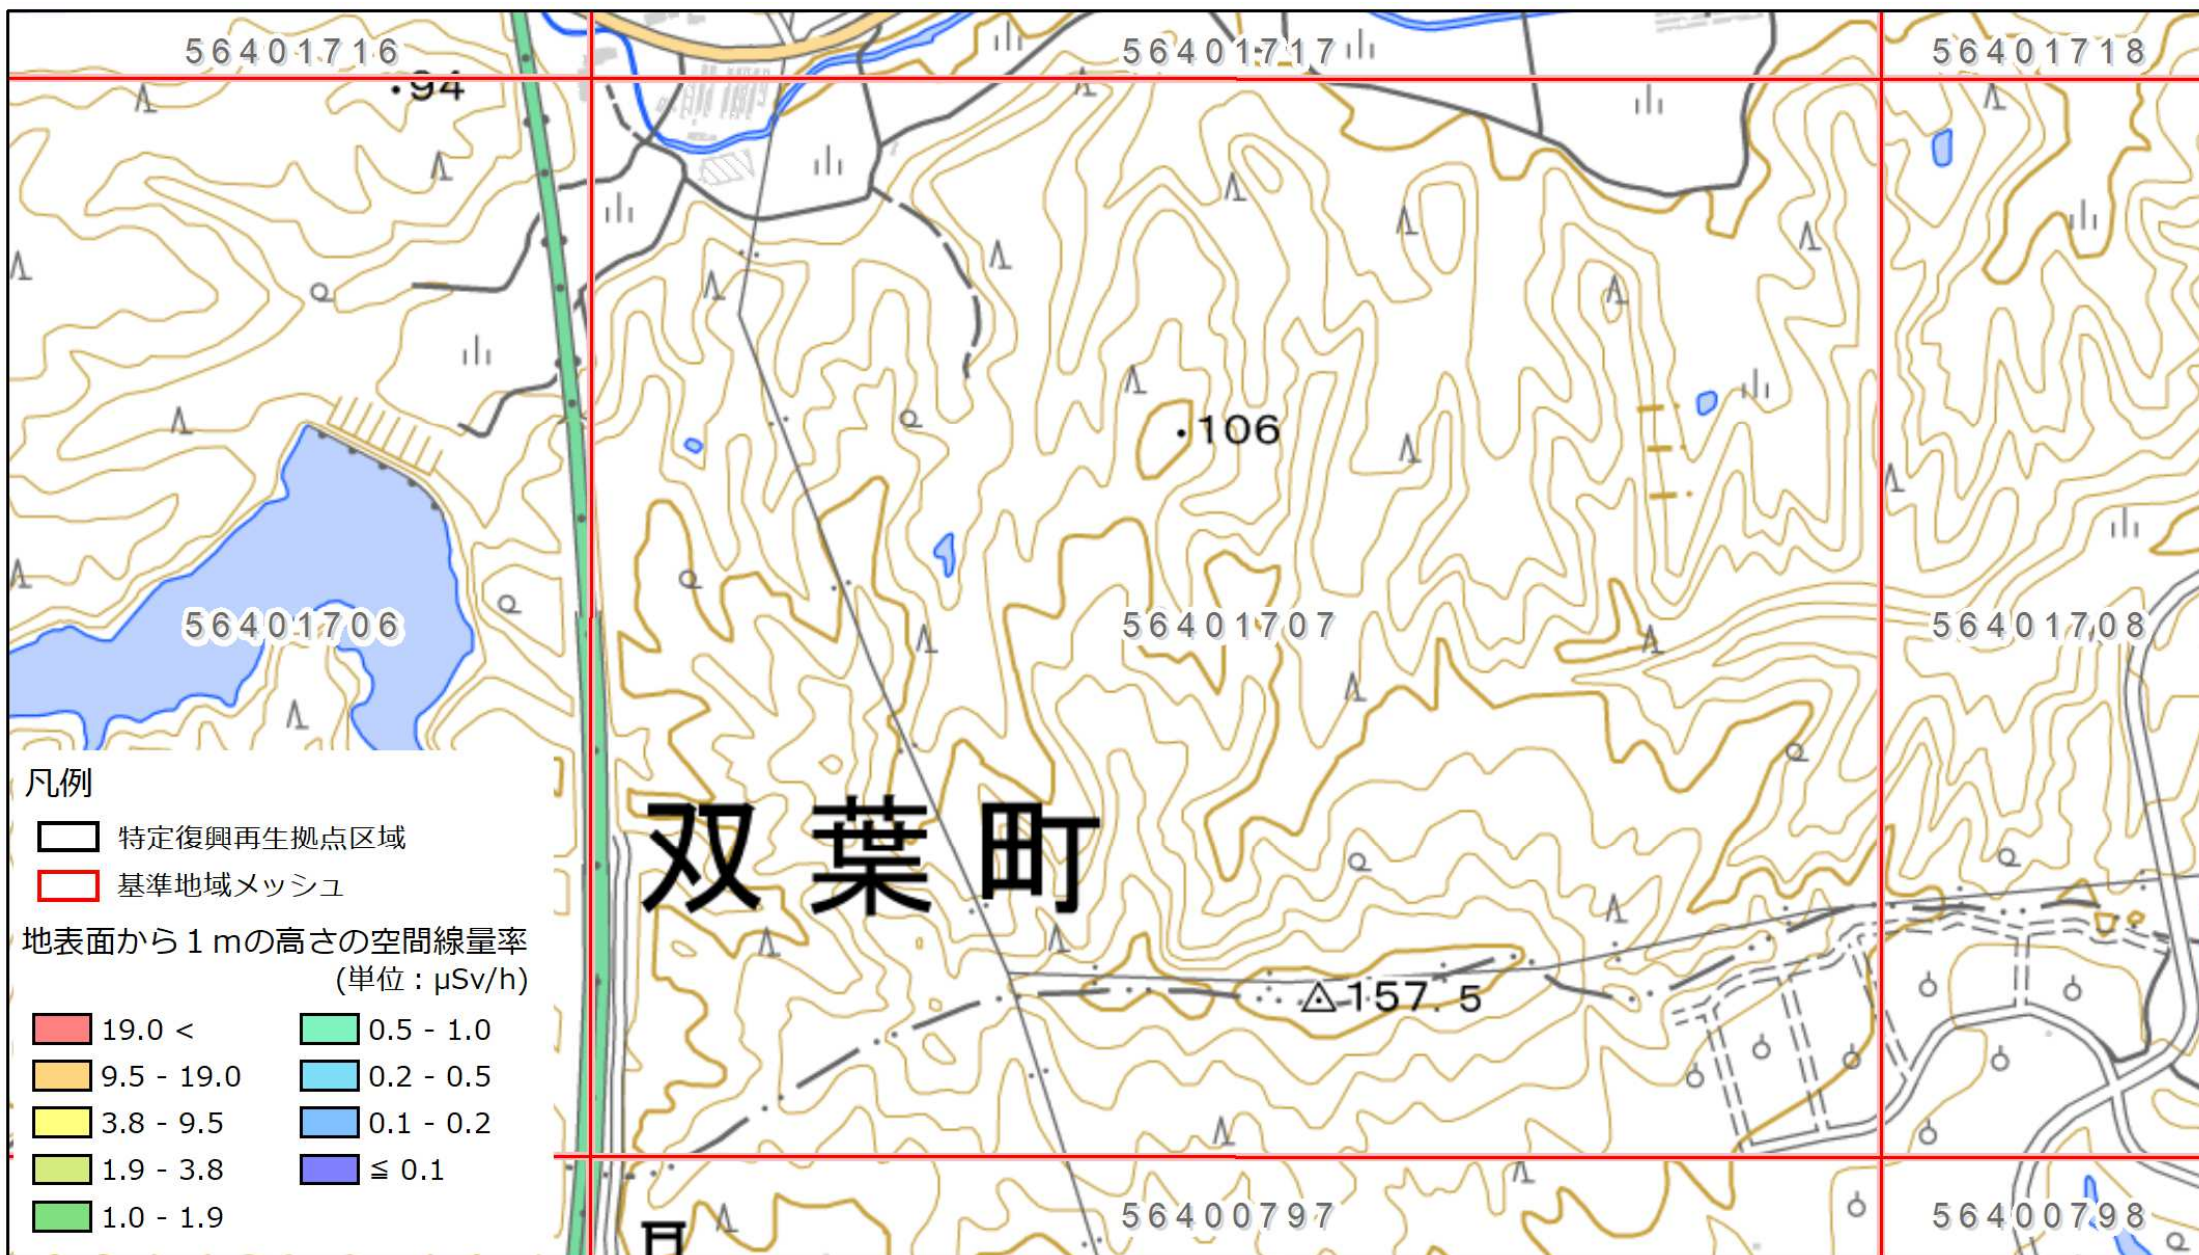 56401716
56401717
56401718
94
106
56401706
56401707
56401708
双葉町
157.5
56400797
56400798
凡例
特定復興再生拠点区域
基準地域メッシュ
地表面から1mの高さの空間線量率
(単位:μSv/h)
19.0 <
0.5 - 1.0
9.5 - 19.0
0.2 - 0.5
3.8 - 9.5
0.1 - 0.2
1.9 - 3.8
≦ 0.1
1.0 - 1.9